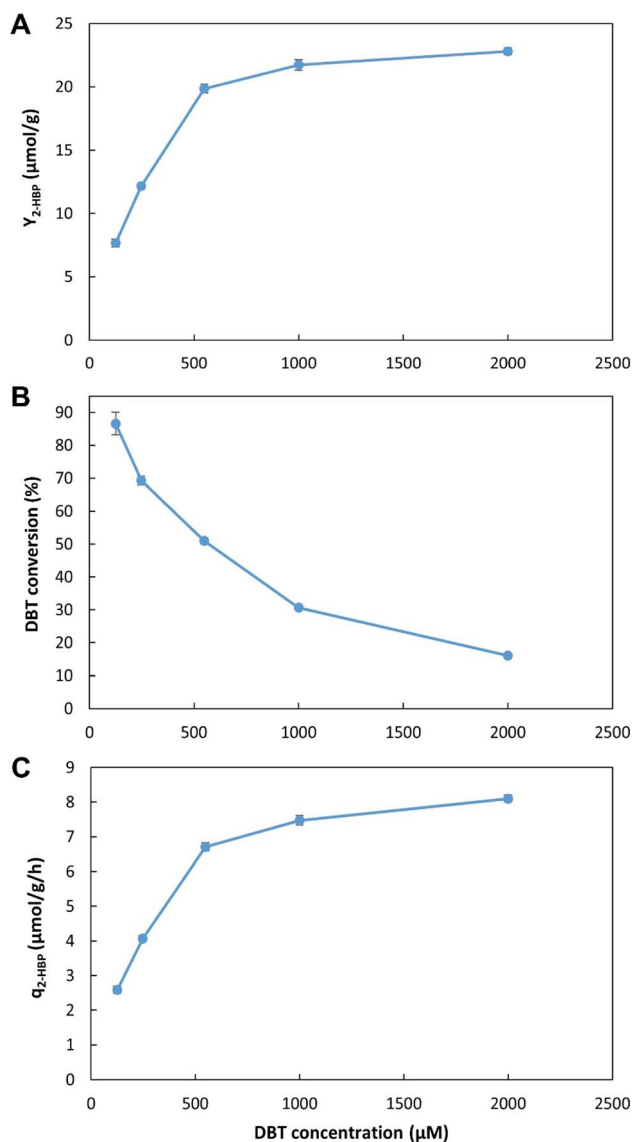 A
25
20
15
10
5
0
Y2-HBP (µmol/g)
0 500 1000 1500 2000 2500
B
90
80
70
60
50
40
30
20
10
0
DBT conversion (%)
0 500 1000 1500 2000 2500
C
9
8
7
6
5
4
3
2
1
0
q2-HBP (µmol/g/h)
0 500 1000 1500 2000 2500
DBT concentration (µM)